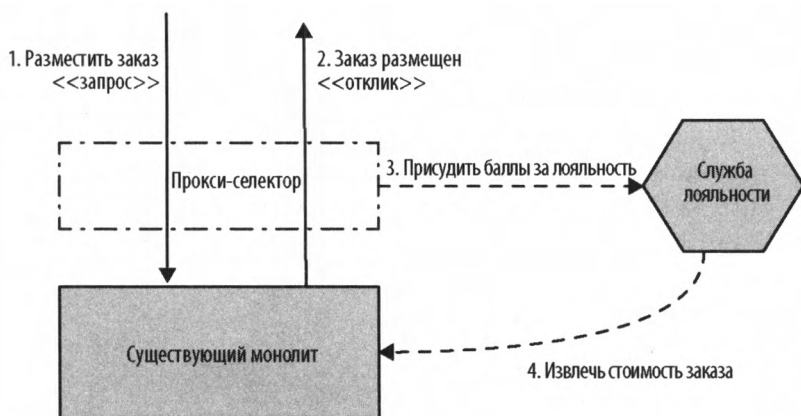 1. Разместить заказ
<<запрос>>
2. Заказ размещен
<<отклик>>
Прокси-селектор
3. Присудить баллы за лояльность
Служба
лояльности
Существующий монолит
4. Извлечь стоимость заказа